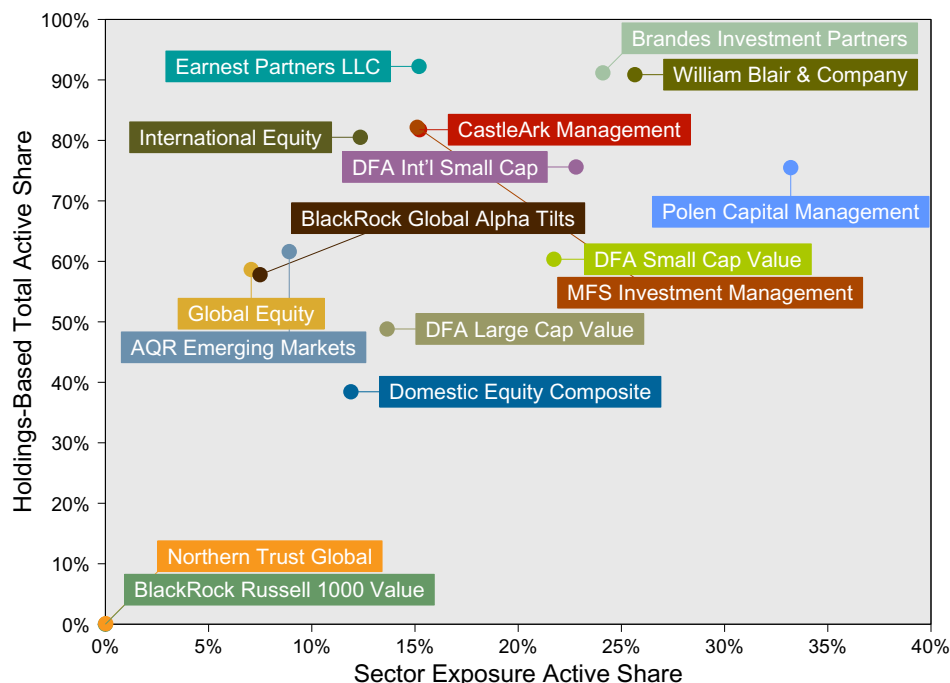 100%
90%
80%
70%
60%
50%
40%
30%
20%
10%
0%
Holdings-Based Total Active Share
Brandes Investment Partners
Earnest Partners LLC
William Blair & Company
CastleArk Management
International Equity
DFA Int'l Small Cap
Polen Capital Management
BlackRock Global Alpha Tilts
DFA Small Cap Value
MFS Investment Management
Global Equity
DFA Large Cap Value
AQR Emerging Markets
Domestic Equity Composite
Northern Trust Global
BlackRock Russell 1000 Value
0% 5% 10% 15% 20% 25% 30% 35% 40%
Sector Exposure Active Share